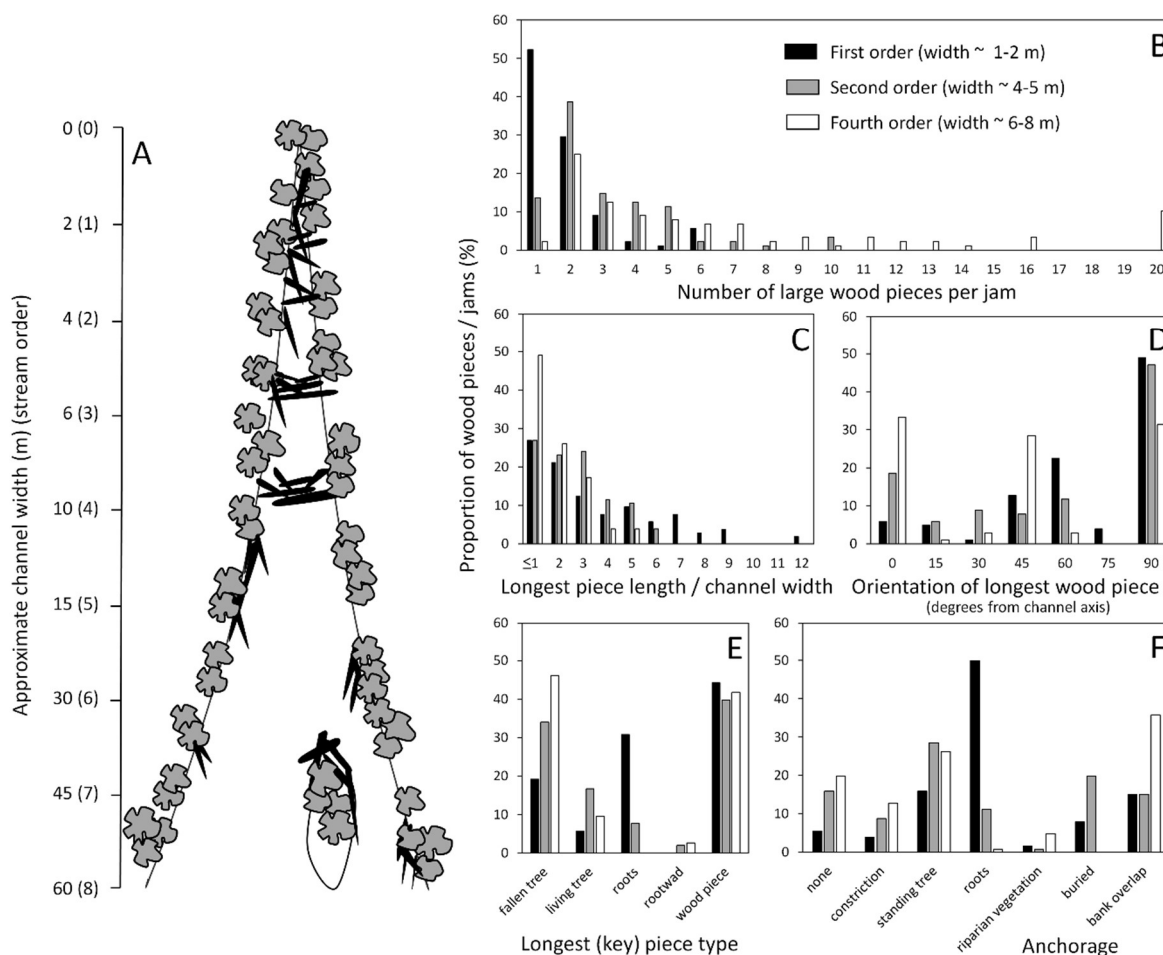 A
Approximate channel width (m) (stream order)
0 (0)
2 (1)
4 (2)
6 (3)
10 (4)
15 (5)
30 (6)
45 (7)
60 (8)
Proportion of wood pieces / jams (%)
B
First order (width ~ 1-2 m)
Second order (width ~ 4-5 m)
Fourth order (width ~ 6-8 m)
60
50
40
30
20
10
0
1 2 3 4 5 6 7 8 9 10 11 12 13 14 15 16 17 18 19 20
Number of large wood pieces per jam
C
60
50
40
30
20
10
0
≤1 2 3 4 5 6 7 8 9 10 11 12
Longest piece length / channel width
D
60
50
40
30
20
10
0
0 15 30 45 60 75 90
Orientation of longest wood piece
(degrees from channel axis)
E
60
50
40
30
20
10
0
fallen tree
living tree
roots
rootwad
wood piece
Longest (key) piece type
F
60
50
40
30
20
10
0
none
constriction
standing tree
roots
riparian vegetation
buried
bank overlap
Anchorage